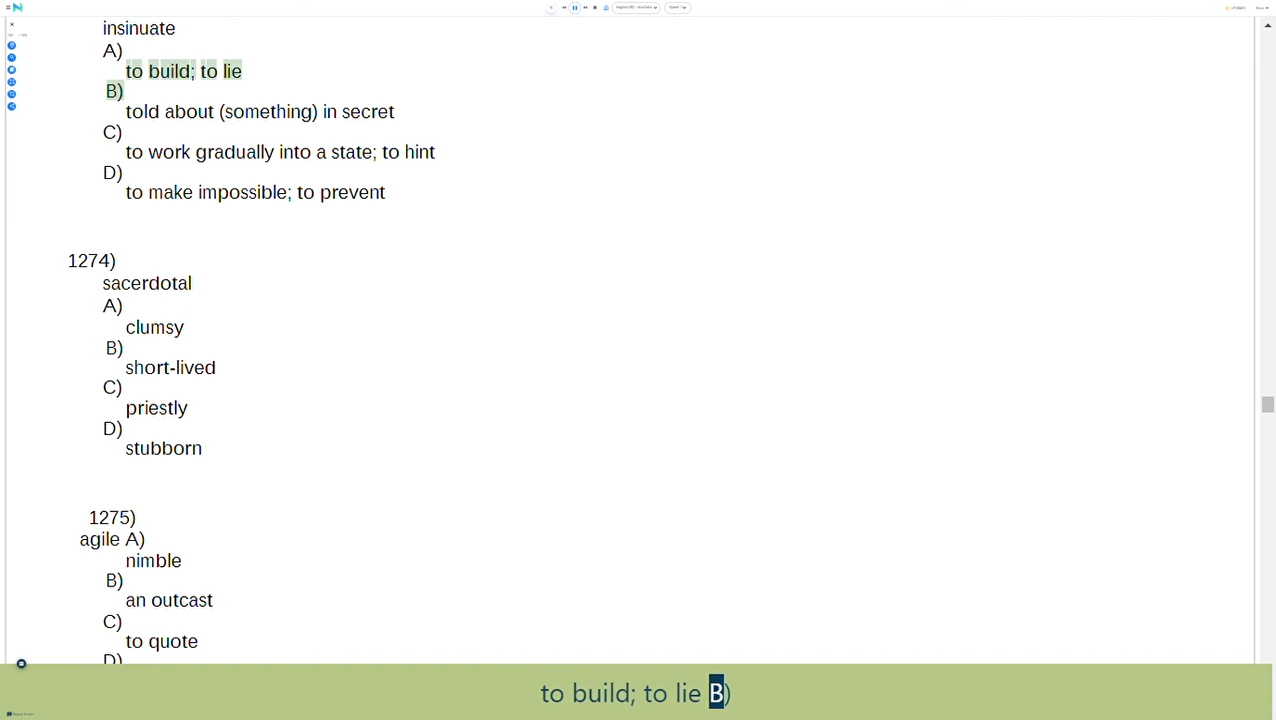 insinuate
A)
to build; to lie
B)
told about (something) in secret
C)
to work gradually into a state; to hint
D)
to make impossible; to prevent
1274)
sacerdotal
A)
clumsy
B)
short-lived
C)
priestly
D)
stubborn
1275)
agile A)
nimble
B)
an outcast
C)
to quote
D)
to build; to lie B)